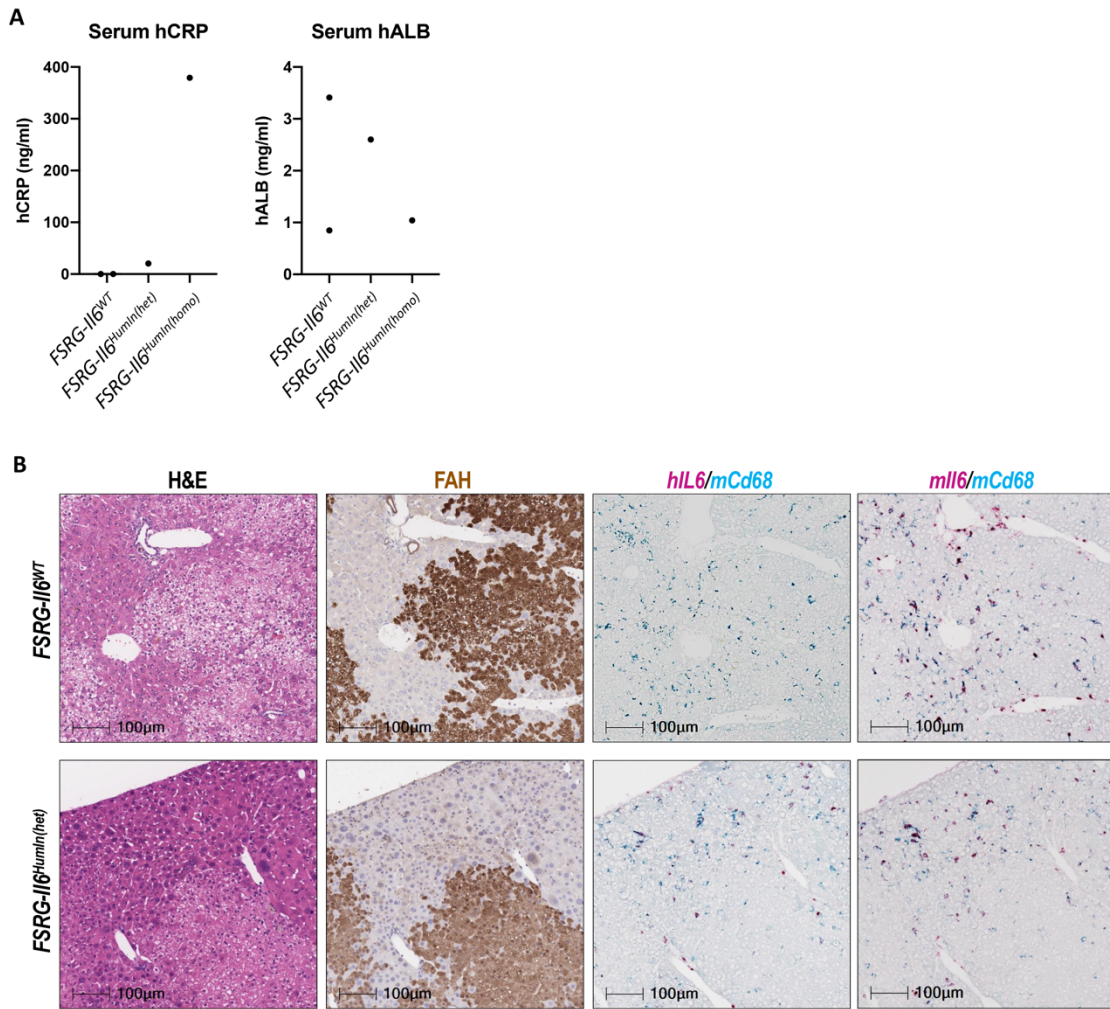 A
Serum hCRP
Serum hALB
hCRP (ng/ml)
400
300
200
100
0
FSRG-Il6WT
FSRG-Il6HumIn(het)
FSRG-Il6HumIn(homo)
hALB (mg/ml)
4
3
2
1
0
FSRG-Il6WT
FSRG-Il6HumIn(het)
FSRG-Il6HumIn(homo)
B
H&E
FAH
hIL6/mCd68
mIl6/mCd68
FSRG-Il6WT
100µm
100µm
100µm
100µm
FSRG-Il6HumIn(het)
100µm
100µm
100µm
100µm